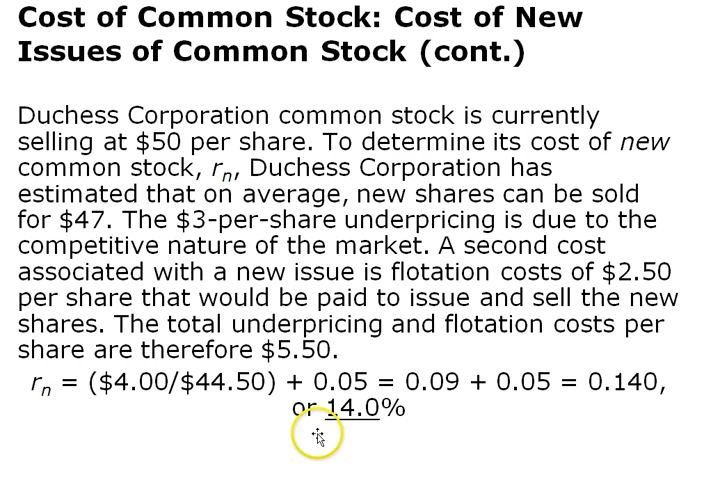 Cost of Common Stock: Cost of New
Issues of Common Stock (cont.)
Duchess Corporation common stock is currently
selling at $50 per share. To determine its cost of new
common stock, rn, Duchess Corporation has
estimated that on average, new shares can be sold
for $47. The $3-per-share underpricing is due to the
competitive nature of the market. A second cost
associated with a new issue is flotation costs of $2.50
per share that would be paid to issue and sell the new
shares. The total underpricing and flotation costs per
share are therefore $5.50.
rn = ($4.00/$44.50) + 0.05 = 0.09 + 0.05 = 0.140,
or 14.0%